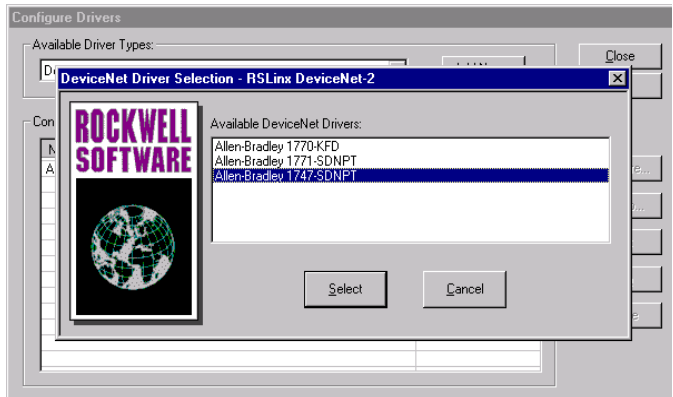 Configure Drivers
Available Driver Types:
Close
DeviceNet Driver Selection - RSLinx DeviceNet-2
ROCKWELL
SOFTWARE
Available DeviceNet Drivers:
Allen-Bradley 1770-KFD
Allen-Bradley 1771-SDNPT
Allen-Bradley 1747-SDNPT
Select
Cancel